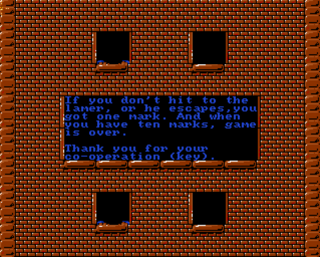 If you don't hit to the
lamer, or he escapes,you
got one mark. And when
you have ten marks, game
is over.
Thank you for your
co-operation (key).